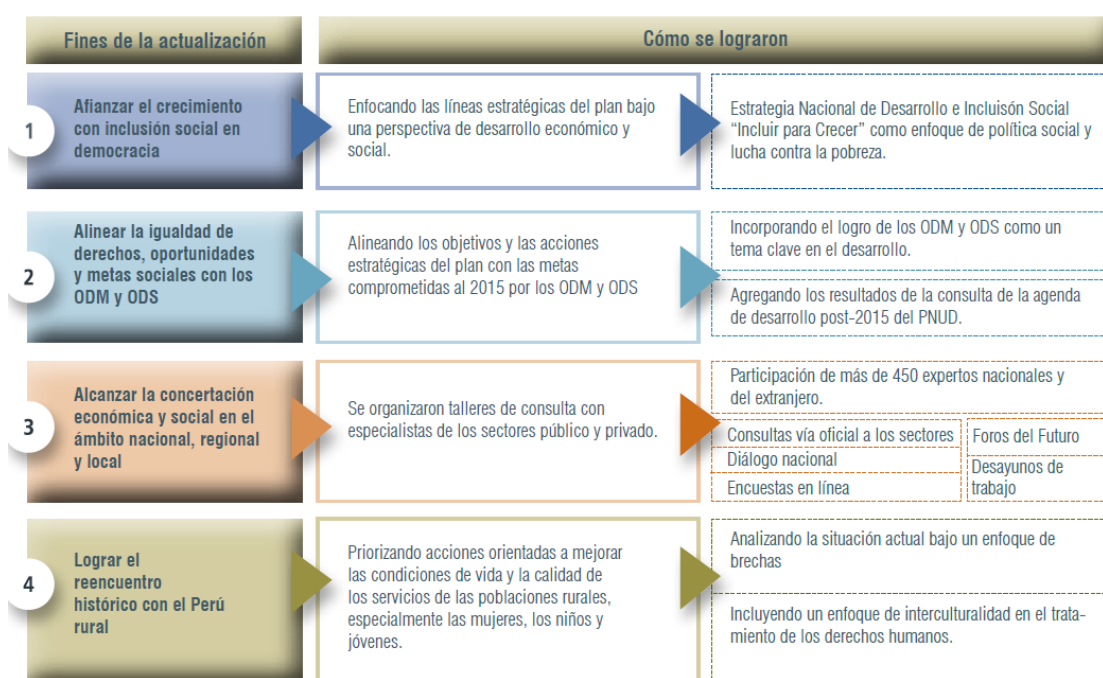 Fines de la actualización
Cómo se lograron
1
Afianzar el crecimiento
con inclusión social en
democracia
Enfocando las líneas estratégicas del plan bajo
una perspectiva de desarrollo económico y
social.
Estrategia Nacional de Desarrollo e Incluisón Social
“Incluir para Crecer” como enfoque de política social y
lucha contra la pobreza.
2
Alinear la igualdad de
derechos, oportunidades
y metas sociales con los
ODM y ODS
Alineando los objetivos y las acciones
estratégicas del plan con las metas
comprometidas al 2015 por los ODM y ODS
Incorporando el logro de los ODM y ODS como un
tema clave en el desarrollo.
Agregando los resultados de la consulta de la agenda
de desarrollo post-2015 del PNUD.
3
Alcanzar la concertación
económica y social en el
ámbito nacional, regional
y local
Se organizaron talleres de consulta con
especialistas de los sectores público y privado.
Participación de más de 450 expertos nacionales y
del extranjero.
Consultas vía oficial a los sectores
Diálogo nacional
Encuestas en línea
Foros del Futuro
Desayunos de
trabajo
4
Lograr el
reencuentro
histórico con el Perú
rural
Priorizando acciones orientadas a mejorar
las condiciones de vida y la calidad de
los servicios de las poblaciones rurales,
especialmente las mujeres, los niños y
jóvenes.
Analizando la situación actual bajo un enfoque de
brechas
Incluyendo un enfoque de interculturalidad en el trata-
miento de los derechos humanos.